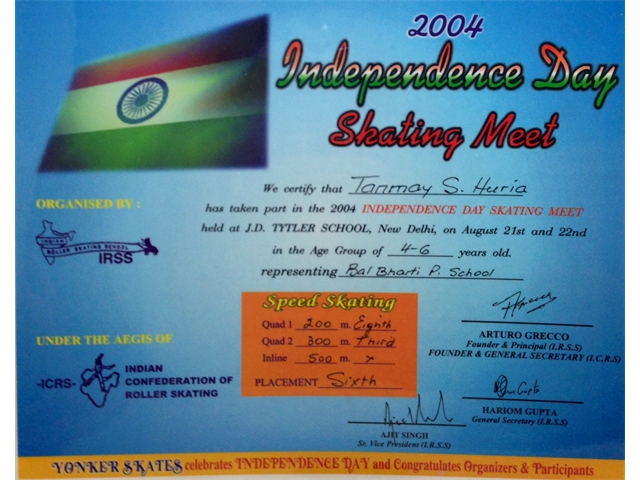 2004
Independence Day
Skating Meet
We certify that Tanmay S. Huria
has taken part in the 2004 INDEPENDENCE DAY SKATING MEET
held at J.D. TYTLER SCHOOL, New Delhi, on August 21st and 22nd
in the Age Group of 4-6 years old.
representing Bal Bharti P. School
ORGANISED BY :
INDIAN
ROLLER SKATING SCHOOL
IRSS
UNDER THE AEGIS OF
-ICRS-
INDIAN
CONFEDERATION OF
ROLLER SKATING
Speed Skating
Quad 1 200 m. Eighth
Quad 2 300 m. Third
Inline 500 m. x
PLACEMENT Sixth
ARTURO GRECCO
Founder & Principal (I.R.S.S)
FOUNDER & GENERAL SECRETARY (I.C.R.S)
HARIOM GUPTA
General Secretary (I.R.S.S)
AJIT SINGH
Sr. Vice President (I.R.S.S)
YONKER SKATES celebrates INDEPENDENCE DAY and Congratulates Organizers & Participants